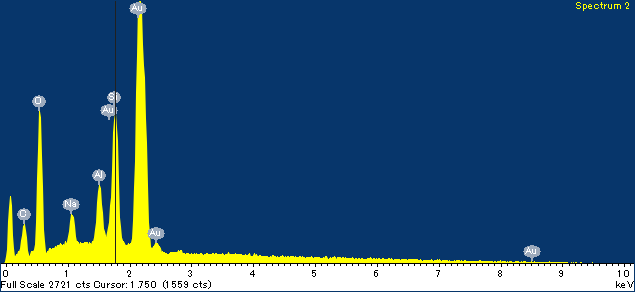 Spectrum 2
Au
Si
O
Au
Al
Na
C
Au
Au
0 1 2 3 4 5 6 7 8 9 10
Full Scale 2721 cts Cursor: 1.750 (1559 cts) keV